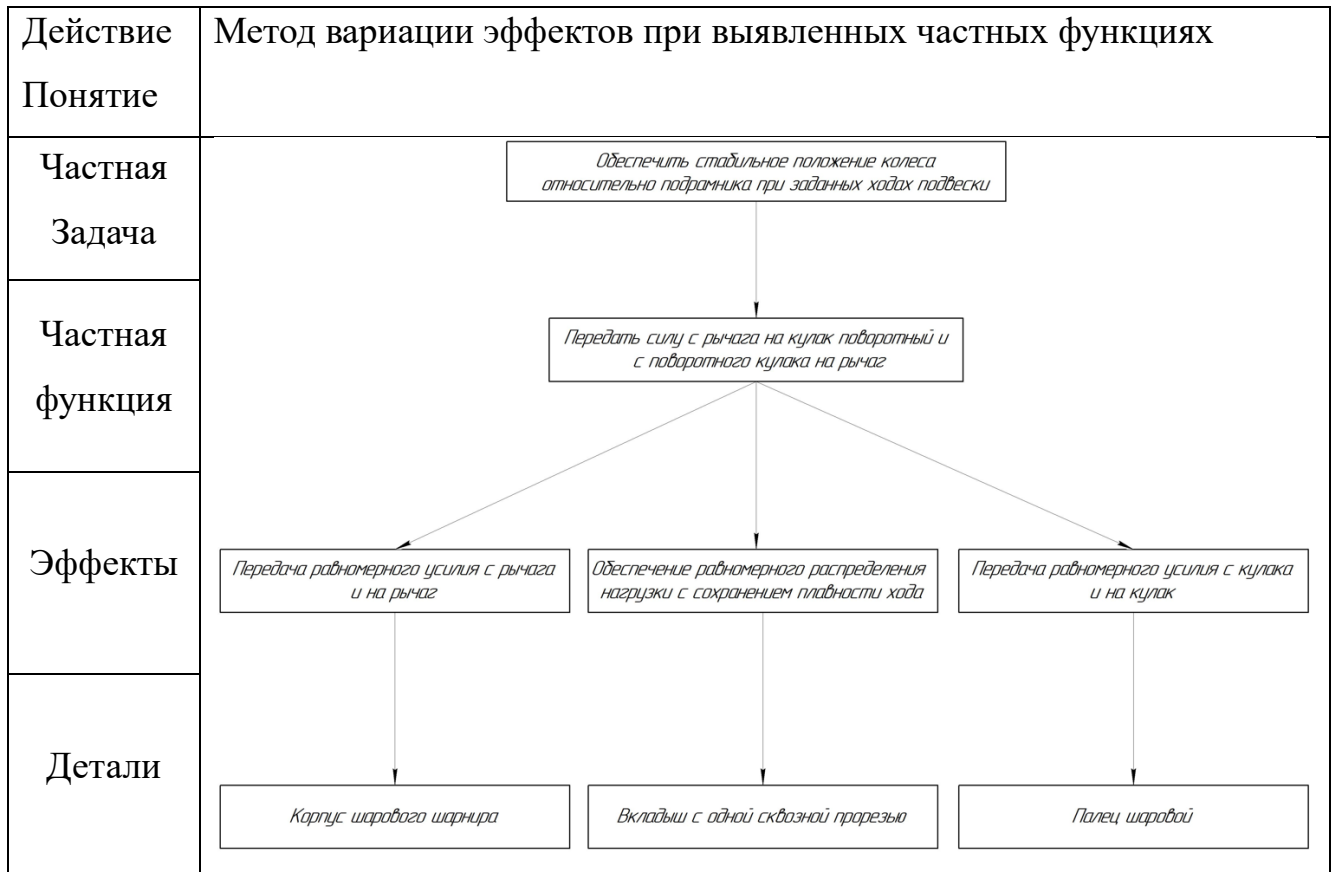 Действие
Понятие
Метод вариации эффектов при выявленных частных функциях
Частная
Задача
Обеспечить стабильное положение колеса
относительно подрамника при заданных ходах подвески
Частная
функция
Передать силу с рычага на кулак поворотный и
с поворотного кулака на рычаг
Эффекты
Передача равномерного усилия с рычага
и на рычаг
Обеспечение равномерного распределения
нагрузки с сохранением плавности хода
Передача равномерного усилия с кулака
и на кулак
Детали
Корпус шарового шарнира
Вкладыш с одной сквозной прорезью
Палец шаровой